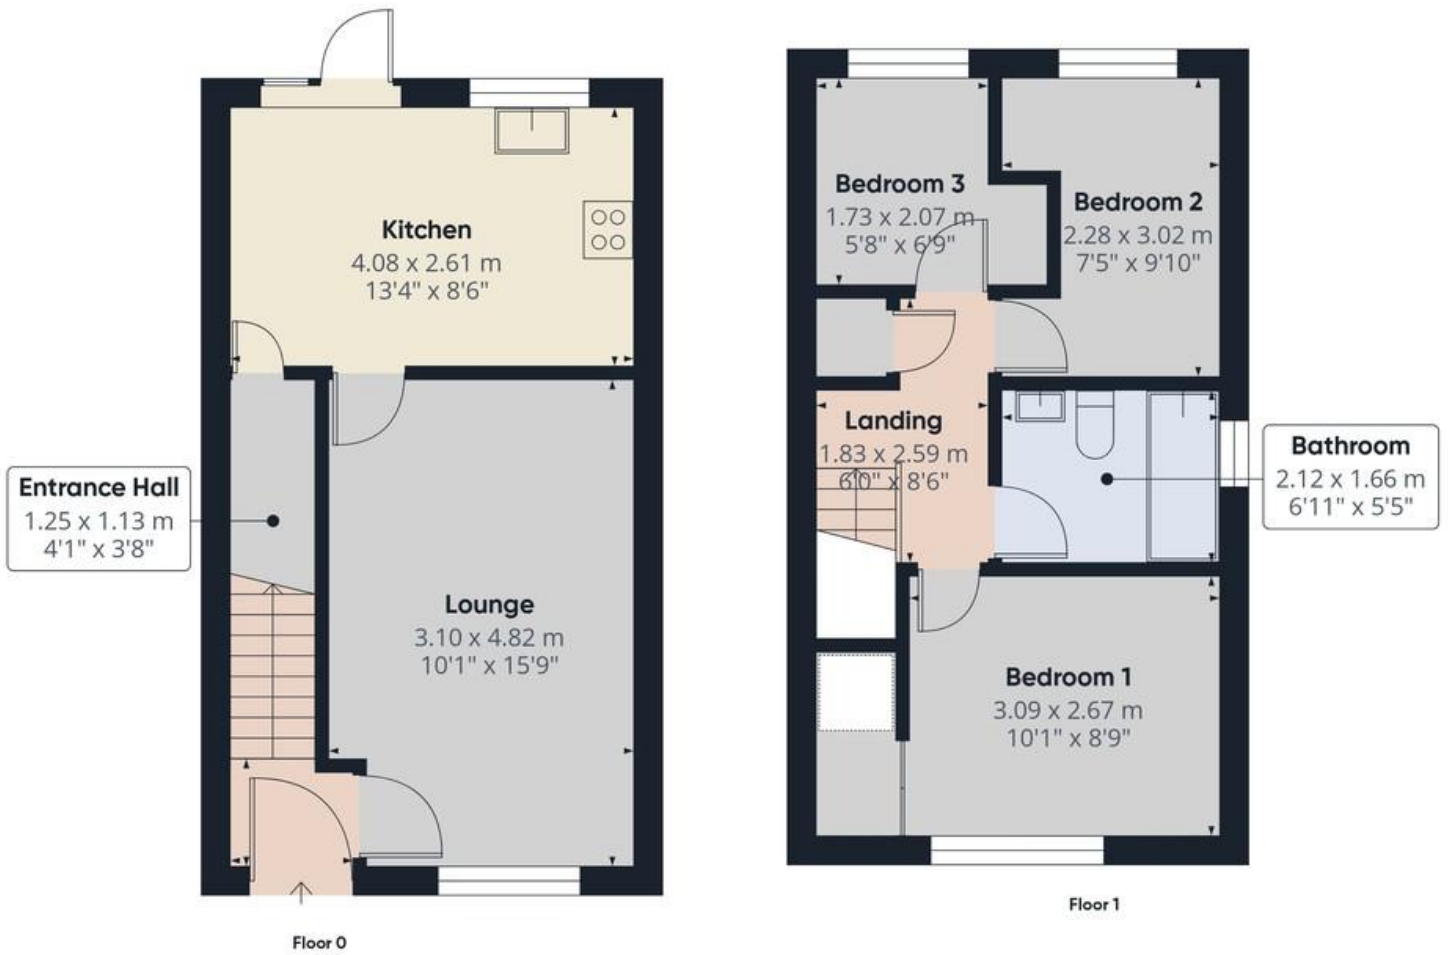 Kitchen
4.08 x 2.61 m
13'4" x 8'6"
Entrance Hall
1.25 x 1.13 m
4'1" x 3'8"
Lounge
3.10 x 4.82 m
10'1" x 15'9"
Floor 0
Bedroom 3
1.73 x 2.07 m
5'8" x 6'9"
Bedroom 2
2.28 x 3.02 m
7'5" x 9'10"
Landing
1.83 x 2.59 m
6'0" x 8'6"
Bathroom
2.12 x 1.66 m
6'11" x 5'5"
Bedroom 1
3.09 x 2.67 m
10'1" x 8'9"
Floor 1